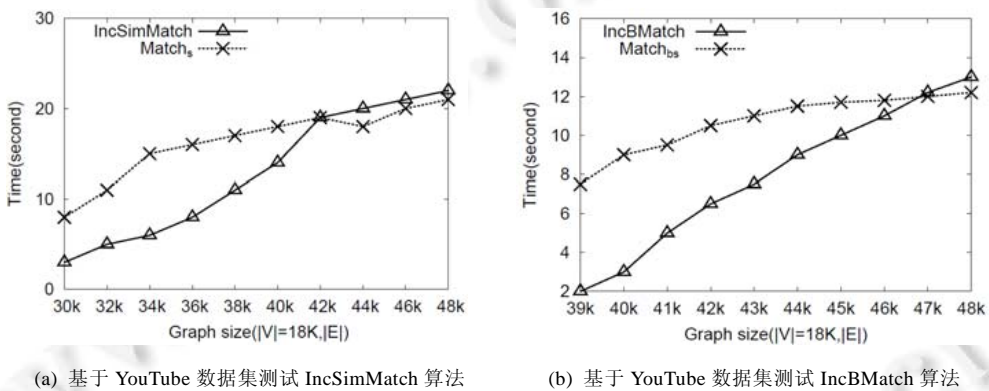 IncSimMatch
Matchs
Time(second)
30
20
10
0
30k 32k 34k 36k 38k 40k 42k 44k 46k 48k
Graph size(|V|=18K,|E|)
(a) 基于 YouTube 数据集测试 IncSimMatch 算法
IncBMatch
Matchbs
Time(second)
16
14
12
10
8
6
4
2
39k 40k 41k 42k 43k 44k 45k 46k 47k 48k
Graph size(|V|=18K,|E|)
(b) 基于 YouTube 数据集测试 IncBMatch 算法